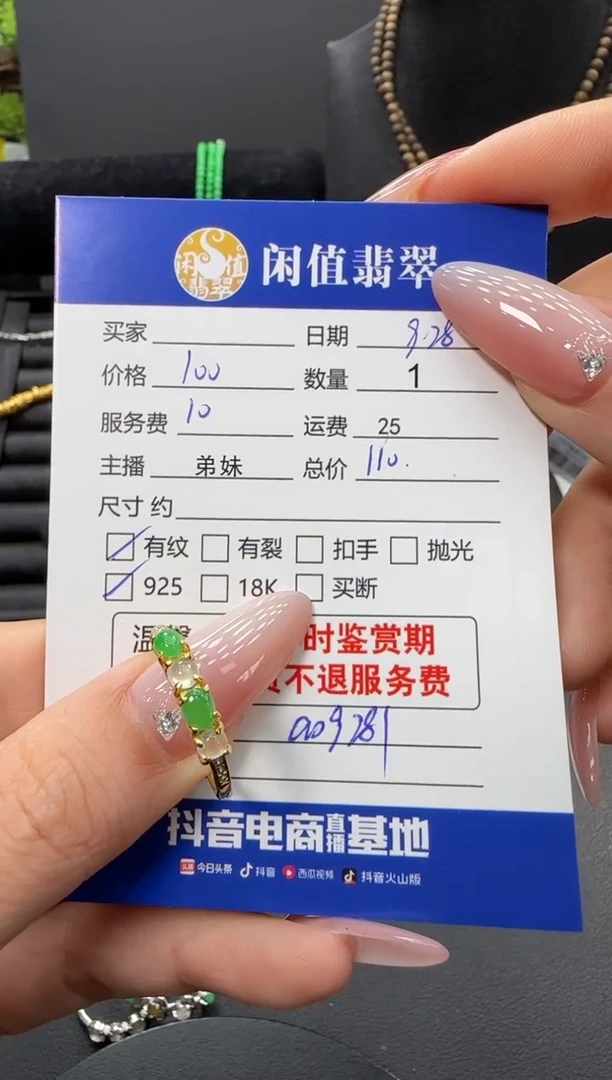 闲值翡翠
闲值翡翠
买家 日期 9.28
价格 100 数量 1
服务费 10 运费 25
主播 弟妹 总价 110.
尺寸 约
有纹 有裂 扣手 抛光
925 18K 买断
温 时鉴赏期
不退服务费
抖音电商直播基地
头条 今日头条 抖音 西瓜视频 抖音火山版